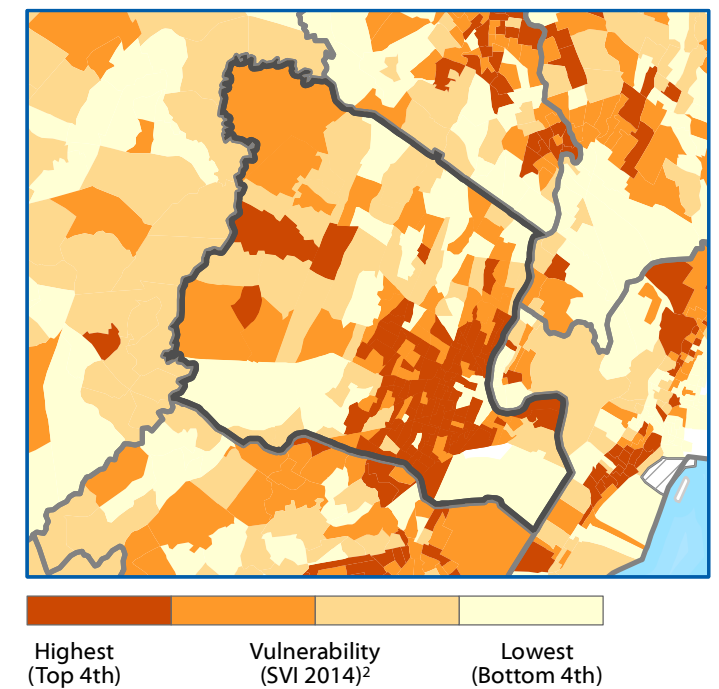 Highest
(Top 4th)
Vulnerability
(SVI 2014)²
Lowest
(Bottom 4th)